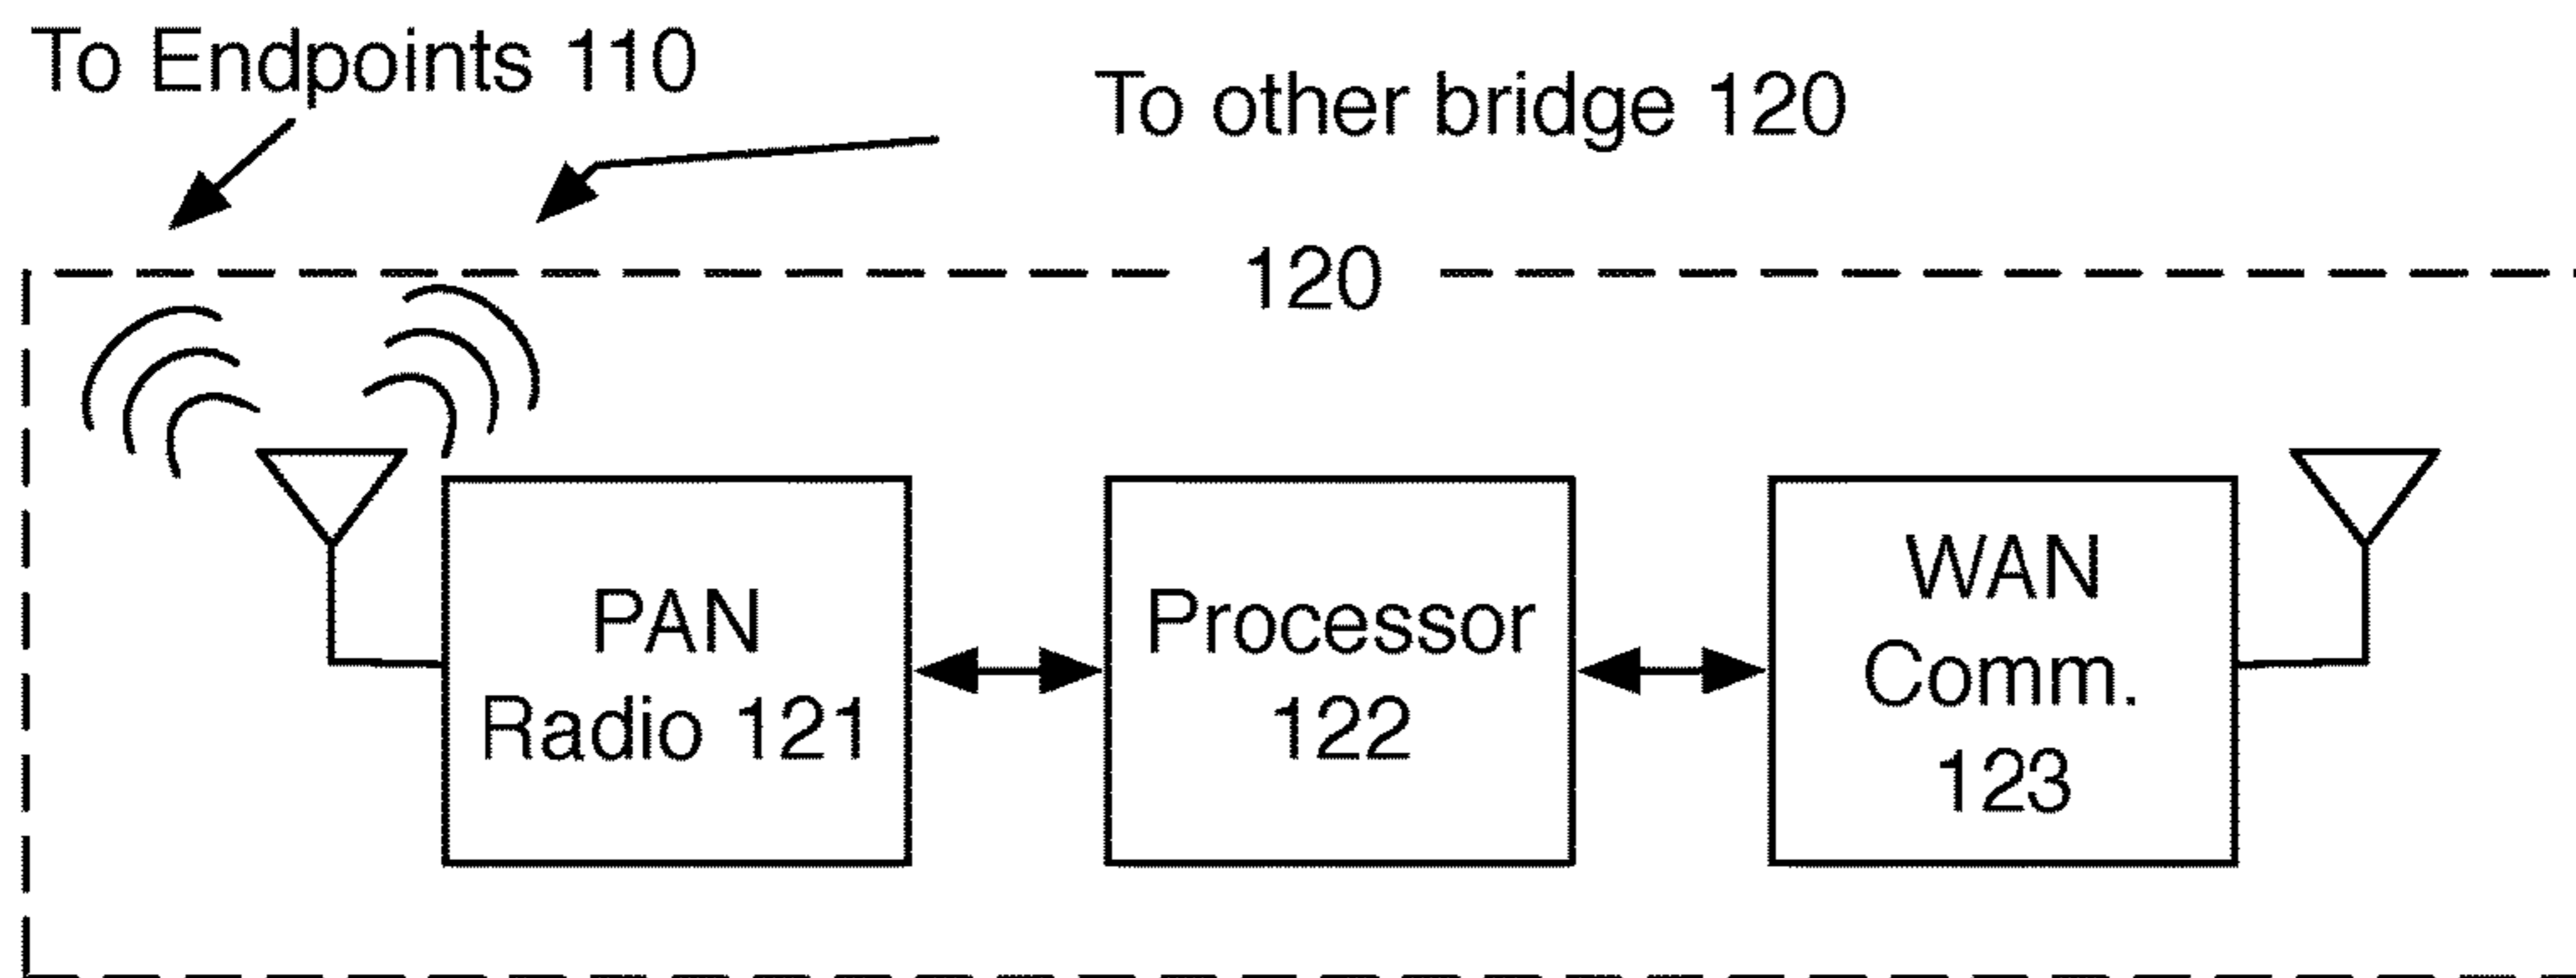 To Endpoints 110
To other bridge 120
120
PAN
Radio 121
Processor
122
WAN
Comm.
123